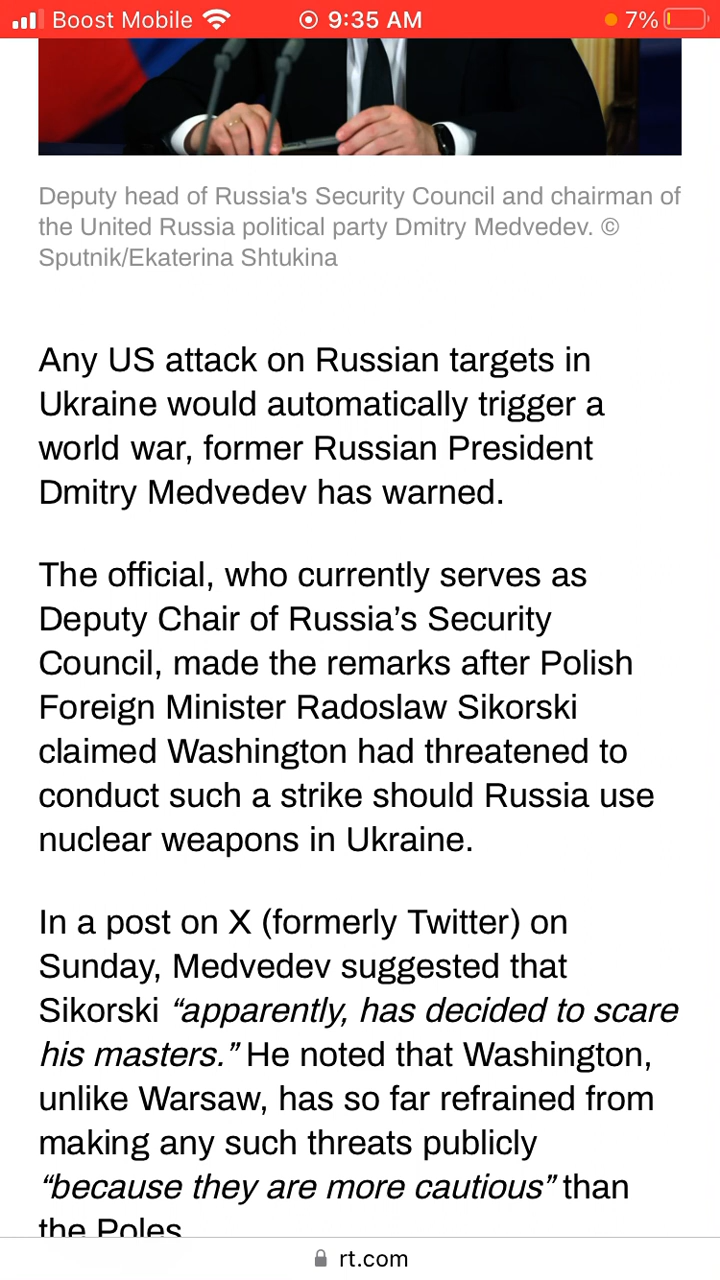 Boost Mobile 9:35 AM 7%
Deputy head of Russia's Security Council and chairman of
the United Russia political party Dmitry Medvedev. ©
Sputnik/Ekaterina Shtukina
Any US attack on Russian targets in
Ukraine would automatically trigger a
world war, former Russian President
Dmitry Medvedev has warned.
The official, who currently serves as
Deputy Chair of Russia’s Security
Council, made the remarks after Polish
Foreign Minister Radoslaw Sikorski
claimed Washington had threatened to
conduct such a strike should Russia use
nuclear weapons in Ukraine.
In a post on X (formerly Twitter) on
Sunday, Medvedev suggested that
Sikorski “apparently, has decided to scare
his masters.” He noted that Washington,
unlike Warsaw, has so far refrained from
making any such threats publicly
“because they are more cautious” than
the Poles
rt.com